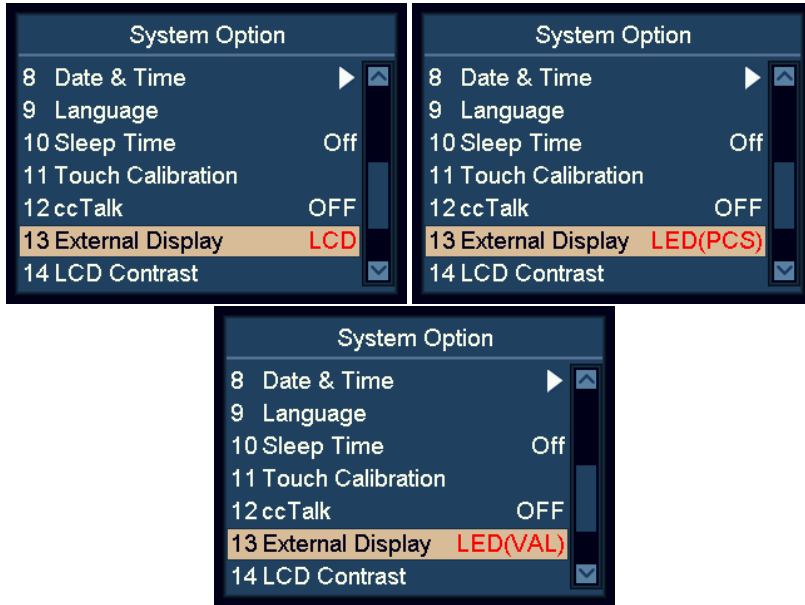 System Option
8 Date & Time
9 Language
10 Sleep Time Off
11 Touch Calibration
12 ccTalk OFF
13 External Display LCD
14 LCD Contrast
System Option
8 Date & Time
9 Language
10 Sleep Time Off
11 Touch Calibration
12 ccTalk OFF
13 External Display LED(PCS)
14 LCD Contrast
System Option
8 Date & Time
9 Language
10 Sleep Time Off
11 Touch Calibration
12 ccTalk OFF
13 External Display LED(VAL)
14 LCD Contrast